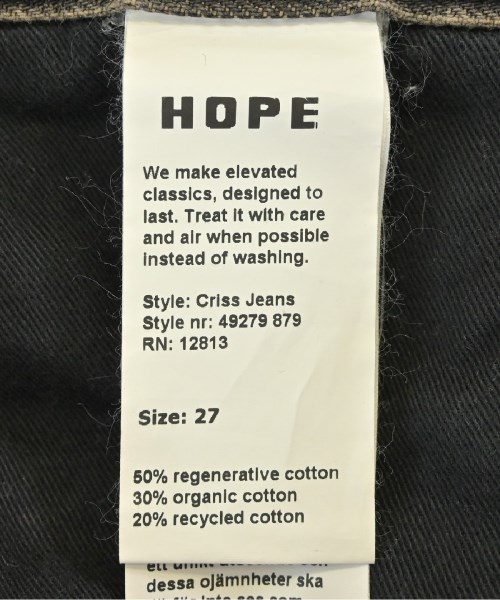 HOPE
We make elevated
classics, designed to
last. Treat it with care
and air when possible
instead of washing.
Style: Criss Jeans
Style nr: 49279 879
RN: 12813
Size: 27
50% regenerative cotton
30% organic cotton
20% recycled cotton
ett unikt
dessa ojämnheter ska